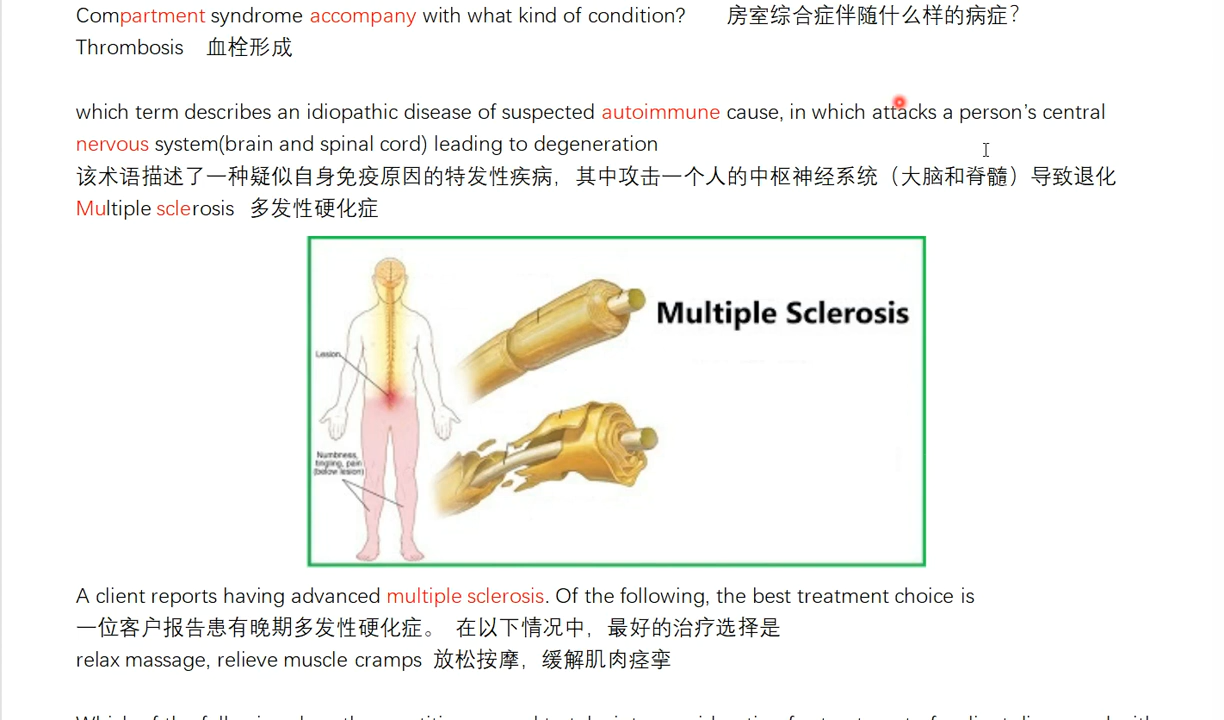 Compartment syndrome accompany with what kind of condition? 房室综合症伴随什么样的病症?
Thrombosis 血栓形成
which term describes an idiopathic disease of suspected autoimmune cause, in which attacks a person's central
nervous system(brain and spinal cord) leading to degeneration
该术语描述了一种疑似自身免疫原因的特发性疾病，其中攻击一个人的中枢神经系统（大脑和脊髓）导致退化
Multiple sclerosis 多发性硬化症
Multiple Sclerosis
Lesion
Numbness,
tingling, pain
(below lesion)
A client reports having advanced multiple sclerosis. Of the following, the best treatment choice is
一位客户报告患有晚期多发性硬化症。 在以下情况中，最好的治疗选择是
relax massage, relieve muscle cramps 放松按摩，缓解肌肉痉挛